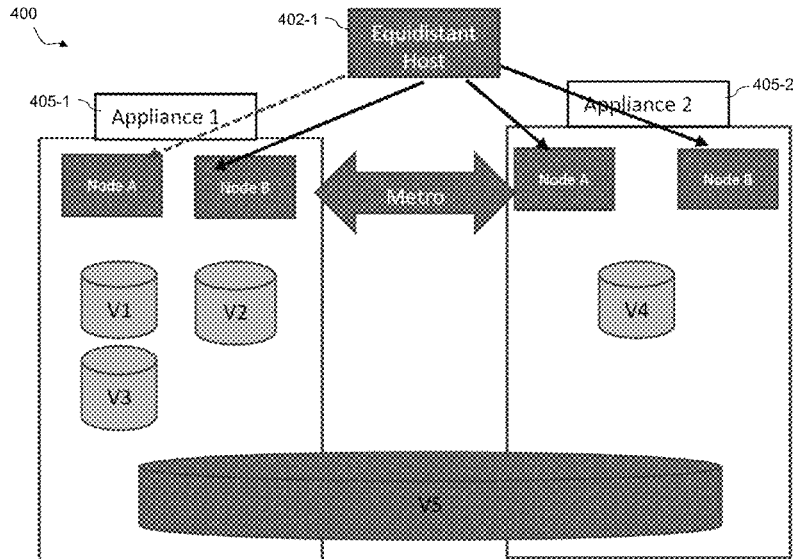 400
402-1
Equidistant
Host
405-1
Appliance 1
405-2
Appliance 2
Node A
Node B
Metro
Node A
Node B
V1
V2
V3
V4
V5